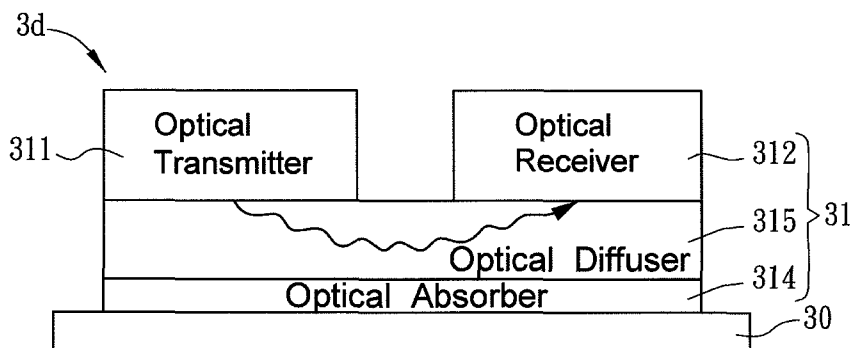 3d
Optical
Transmitter
Optical
Receiver
311
312
315
31
Optical Diffuser
314
Optical Absorber
30